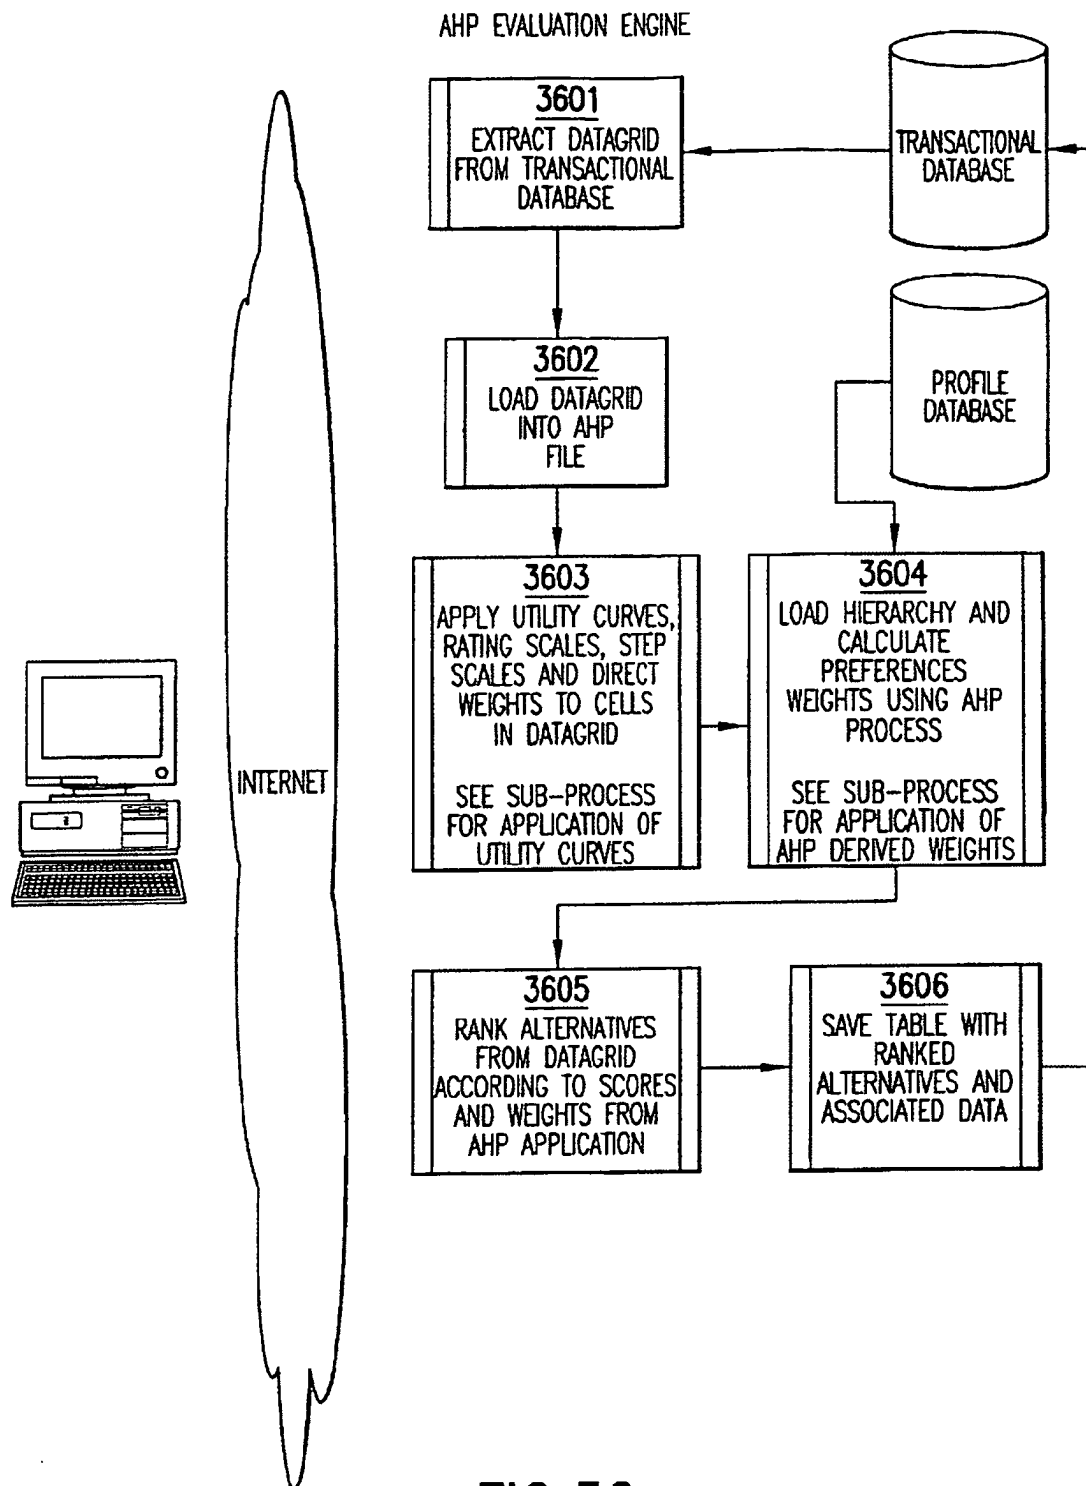 AHP EVALUATION ENGINE
3601
EXTRACT DATAGRID
FROM TRANSACTIONAL
DATABASE
TRANSACTIONAL
DATABASE
3602
LOAD DATAGRID
INTO AHP
FILE
PROFILE
DATABASE
3603
APPLY UTILITY CURVES,
RATING SCALES, STEP
SCALES AND DIRECT
WEIGHTS TO CELLS
IN DATAGRID
SEE SUB-PROCESS
FOR APPLICATION OF
UTILITY CURVES
3604
LOAD HIERARCHY AND
CALCULATE
PREFERENCES
WEIGHTS USING AHP
PROCESS
SEE SUB-PROCESS
FOR APPLICATION OF
AHP DERIVED WEIGHTS
INTERNET
3605
RANK ALTERNATIVES
FROM DATAGRID
ACCORDING TO SCORES
AND WEIGHTS FROM
AHP APPLICATION
3606
SAVE TABLE WITH
RANKED
ALTERNATIVES AND
ASSOCIATED DATA